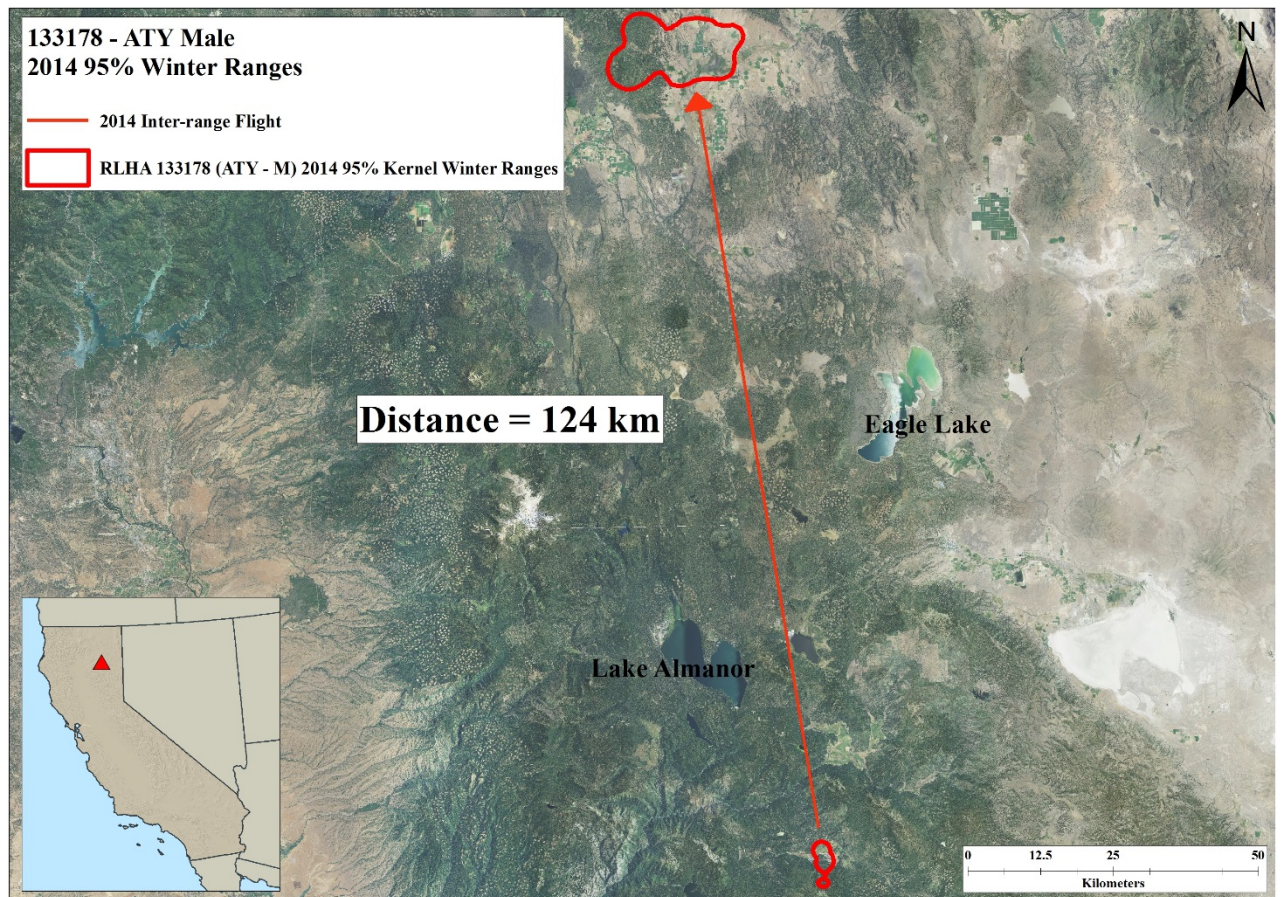 133178 - ATY Male
2014 95% Winter Ranges
2014 Inter-range Flight
RLHA 133178 (ATY - M) 2014 95% Kernel Winter Ranges
N
Distance = 124 km
Eagle Lake
Lake Almanor
0 12.5 25 50
Kilometers